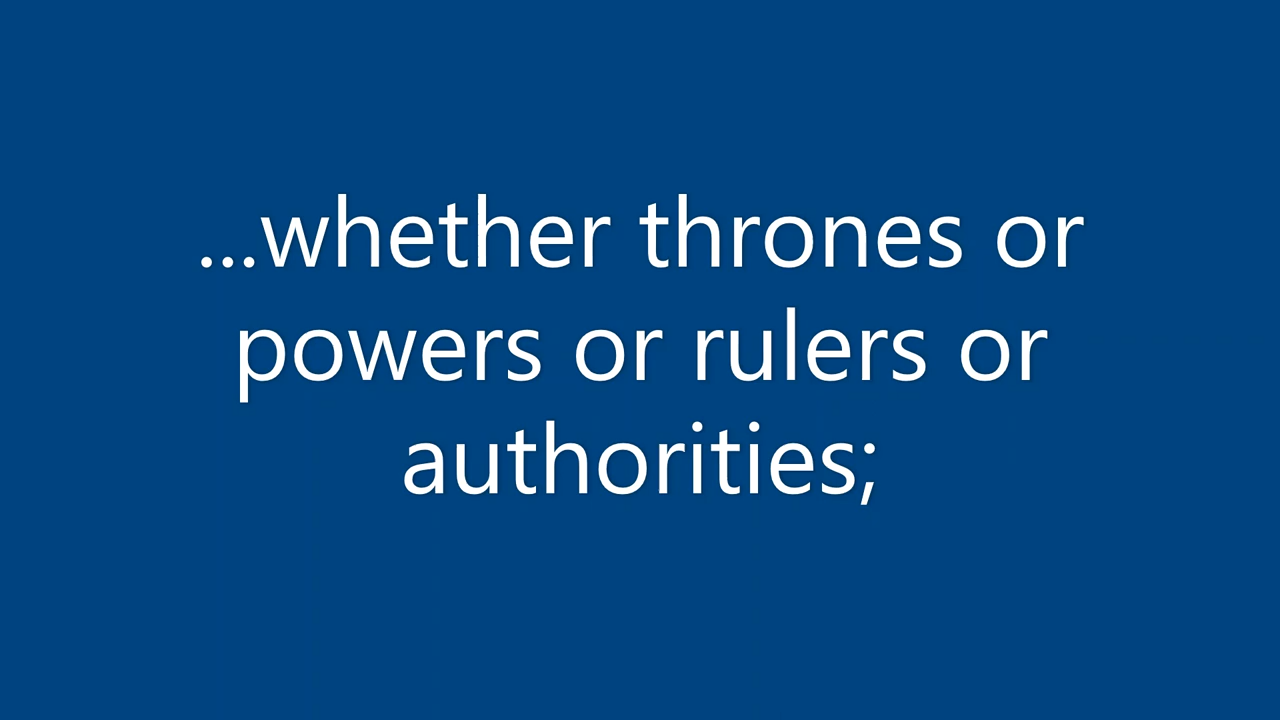 ...whether thrones or
powers or rulers or
authorities;